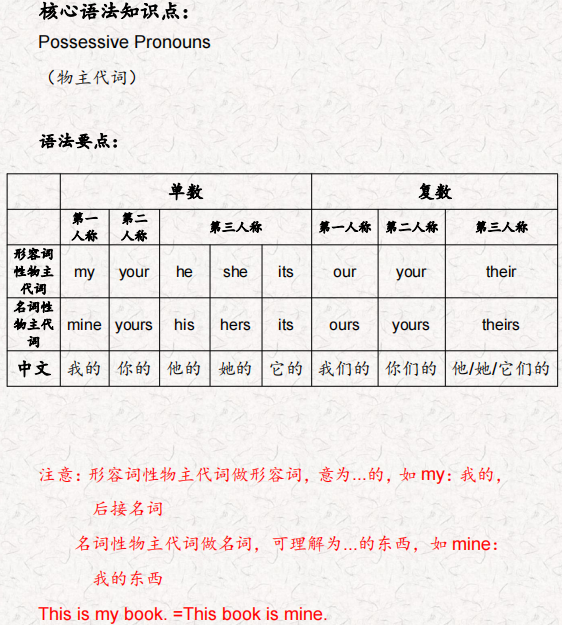 核心语法知识点：
Possessive Pronouns
（物主代词）
语法要点：
单数 复数
第一人称 第二人称 第三人称 第一人称 第二人称 第三人称
形容词性物主代词 my your he she its our your their
名词性物主代词 mine yours his hers its ours yours theirs
中文 我的 你的 他的 她的 它的 我们的 你们的 他/她/它们的
注意：形容词性物主代词做形容词，意为...的，如 my：我的，
后接名词
名词性物主代词做名词，可理解为...的东西，如 mine：
我的东西
This is my book. =This book is mine.